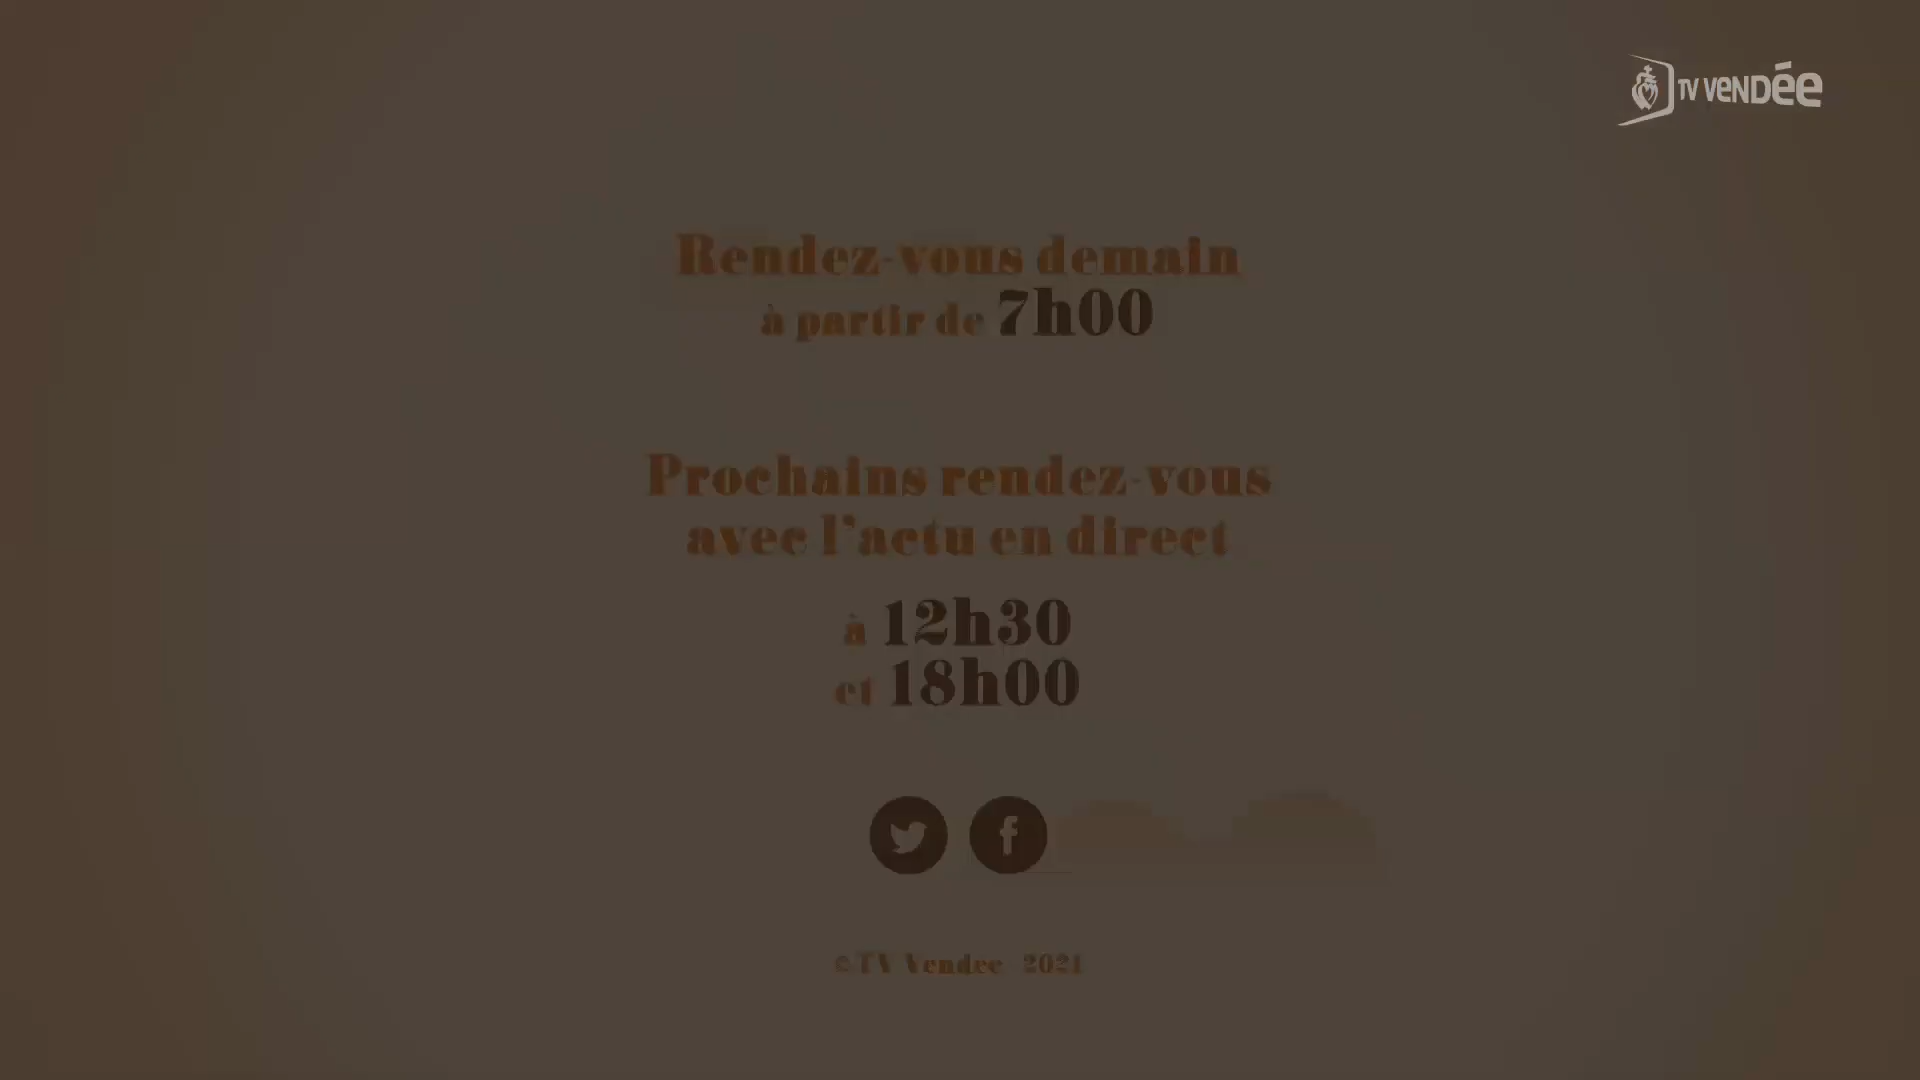 TV VENDÉE
Rendez-vous demain
à partir de 7h00
Prochains rendez-vous
avec l'actu en direct
à 12h30
et 18h00
©TV Vendee 2021